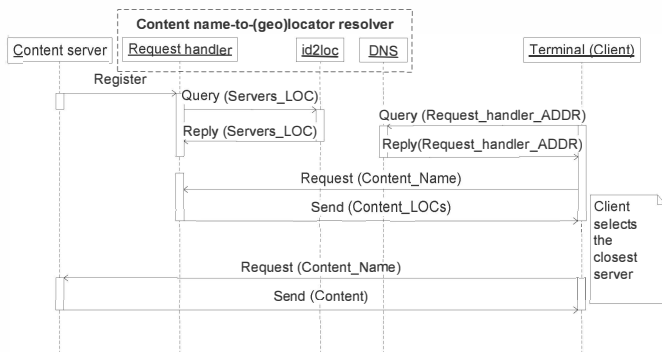 Content name-to-(geo)locator resolver
Content server
Request handler
id2loc
DNS
Terminal (Client)
Register
Query (Servers_LOC)
Query (Request_handler_ADDR)
Reply (Servers_LOC)
Reply(Request_handler_ADDR)
Request (Content_Name)
Send (Content_LOCs)
Client
selects
the
closest
server
Request (Content_Name)
Send (Content)